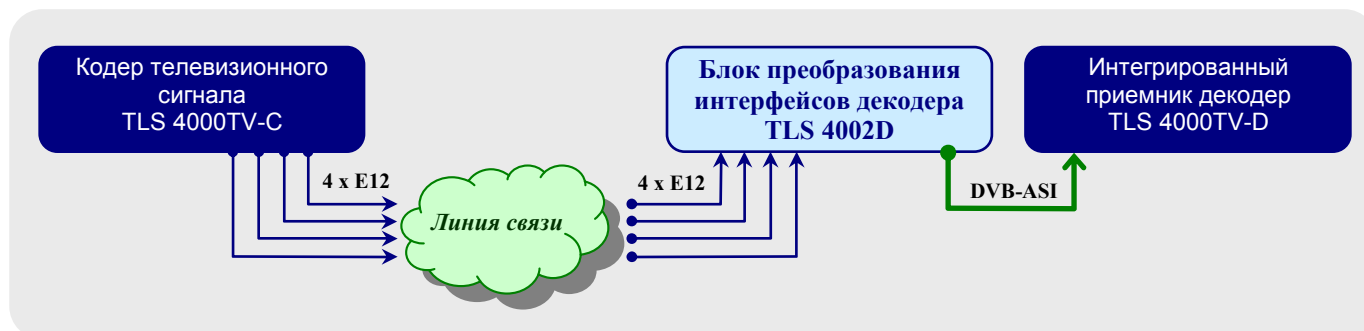 Кодер телевизионного
сигнала
TLS 4000TV-C
Блок преобразования
интерфейсов декодера
TLS 4002D
Интегрированный
приемник декодер
TLS 4000TV-D
4 x E12
4 x E12
DVB-ASI
Линия связи